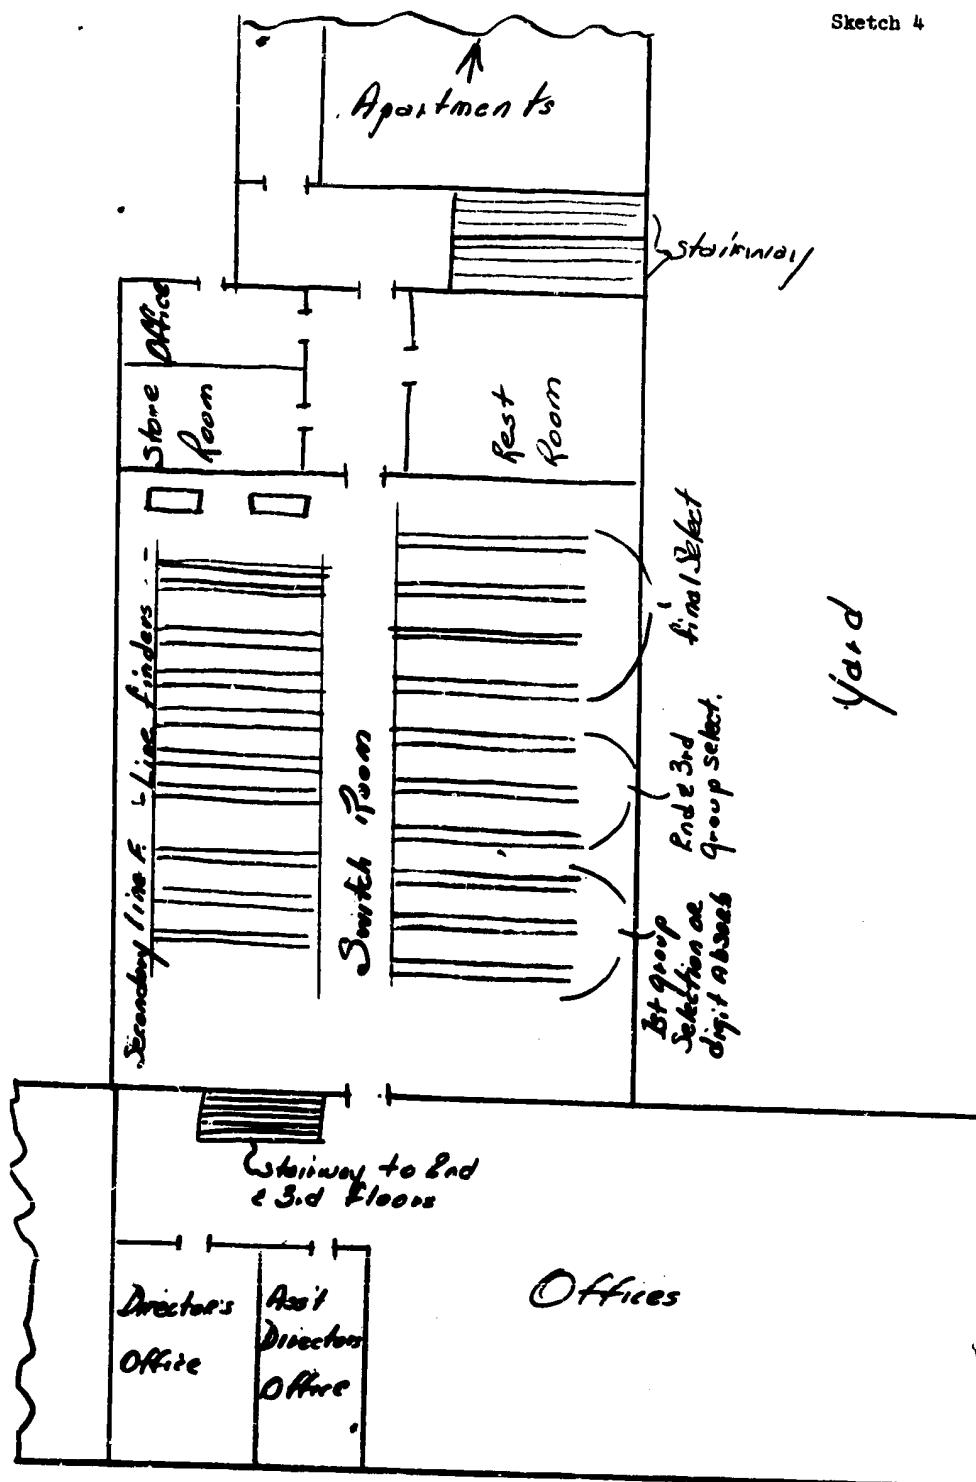 Sketch 4
Apartments
stairway
Office
Store
Room
Rest
Room
final Select
Yard
2nd & 3rd
group select.
1st group
Selection or
digit Absorb
Secondary line F. - Line finders - -
Switch Room
stairway to 2nd
& 3rd floors
Director's
Office
Ass't
Directors
Office
Offices